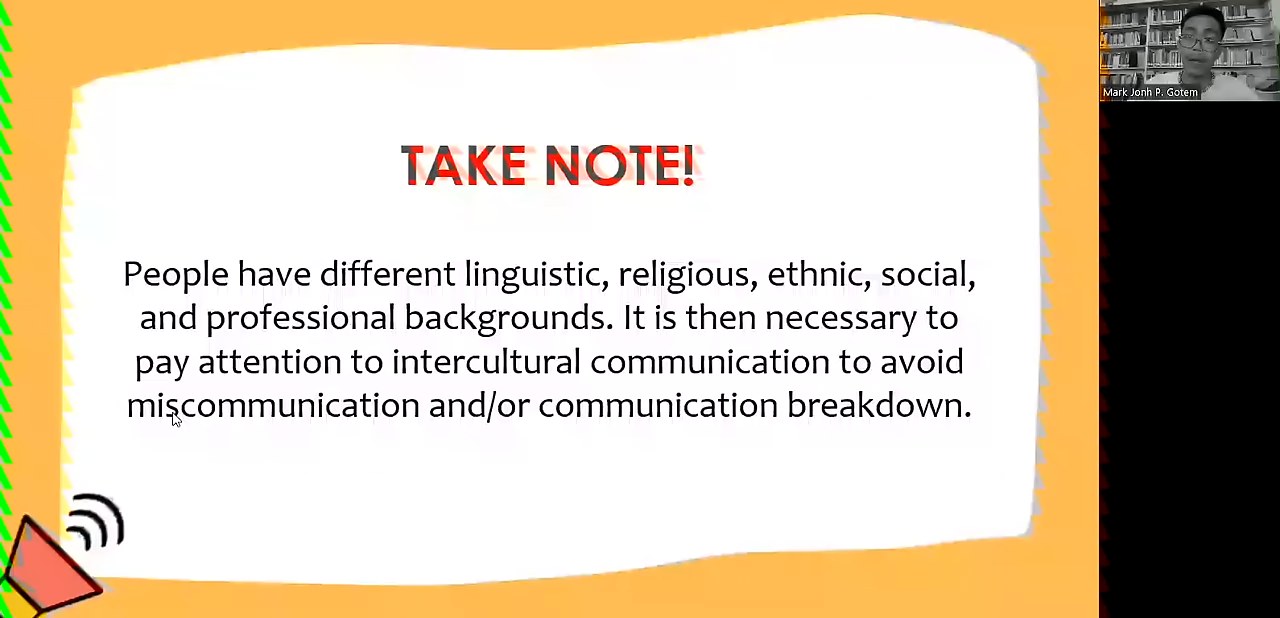 TAKE NOTE!
People have different linguistic, religious, ethnic, social,
and professional backgrounds. It is then necessary to
pay attention to intercultural communication to avoid
miscommunication and/or communication breakdown.
Mark Jonh P. Gotem